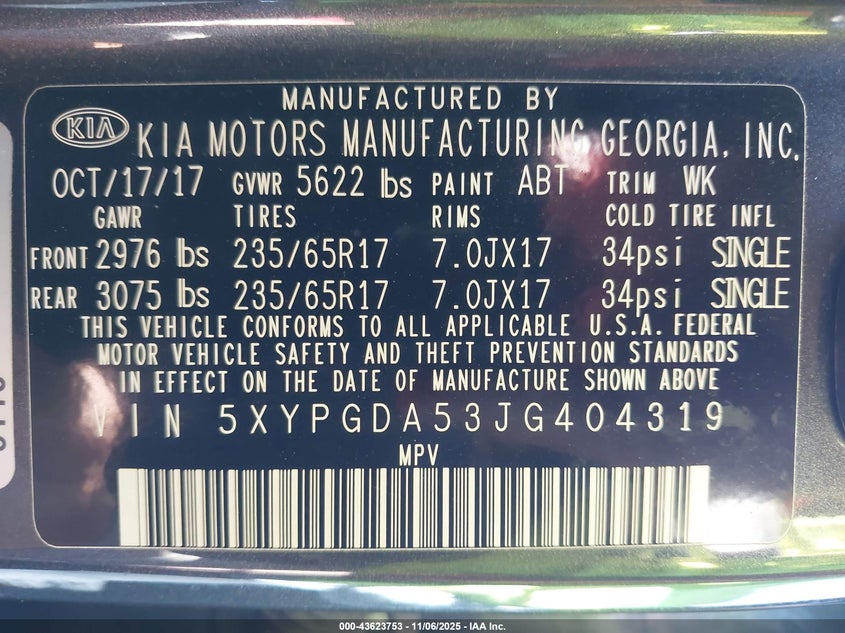 MANUFACTURED BY
KIA KIA MOTORS MANUFACTURING GEORGIA, INC.
OCT/17/17 GVWR 5622 lbs PAINT ABT TRIM WK
GAWR TIRES RIMS COLD TIRE INFL
FRONT 2976 lbs 235/65R17 7.0JX17 34psi SINGLE
REAR 3075 lbs 235/65R17 7.0JX17 34psi SINGLE
THIS VEHICLE CONFORMS TO ALL APPLICABLE U.S.A. FEDERAL
MOTOR VEHICLE SAFETY AND THEFT PREVENTION STANDARDS
IN EFFECT ON THE DATE OF MANUFACTURE SHOWN ABOVE
VIN 5XYPGDA53JG404319
MPV
000-43623753 - 11/06/2025 - IAA Inc.